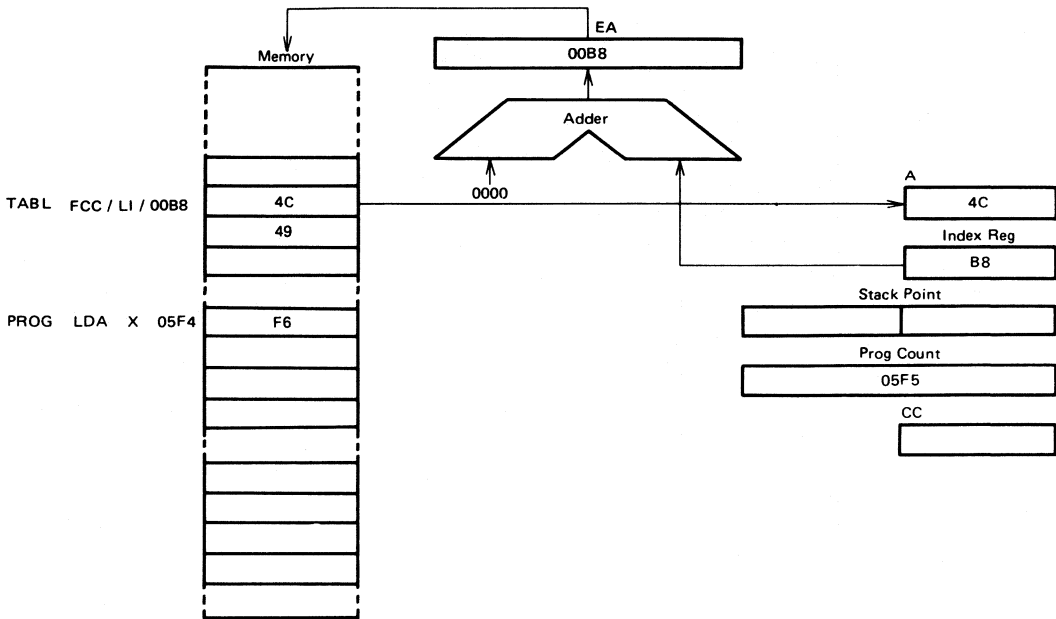 EA
00B8
Memory
Adder
0000
A
TABL FCC / LI / 00B8 4C 4C
49
Index Reg
B8
Stack Point
PROG LDA X 05F4 F6
Prog Count
05F5
CC